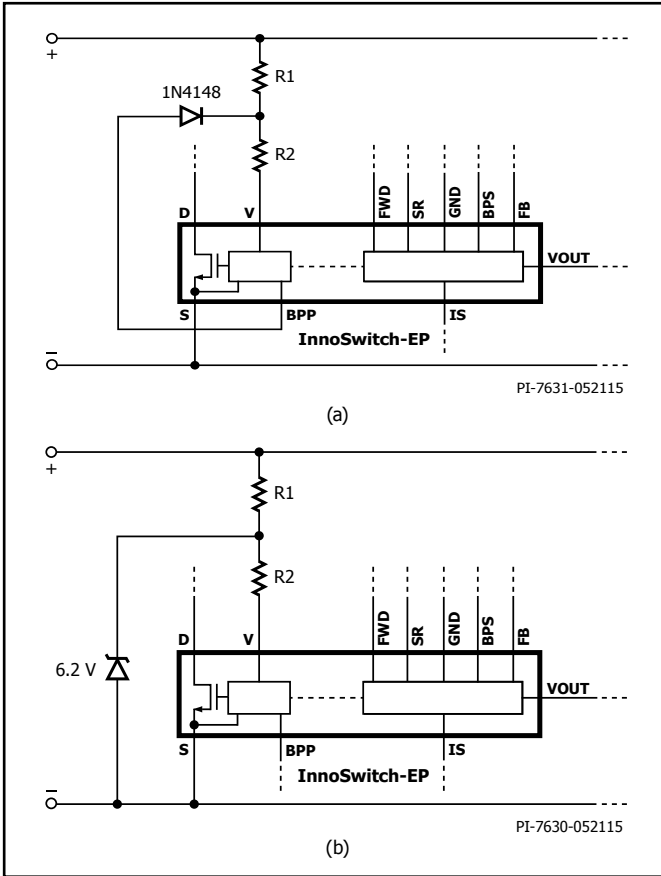 +
R1
1N4148
R2
D
V
FWD
SR
GND
BPS
FB
VOUT
S
BPP
IS
InnoSwitch-EP
–
PI-7631-052115
(a)
+
R1
R2
D
V
FWD
SR
GND
BPS
FB
6.2 V
VOUT
S
BPP
IS
InnoSwitch-EP
–
PI-7630-052115
(b)